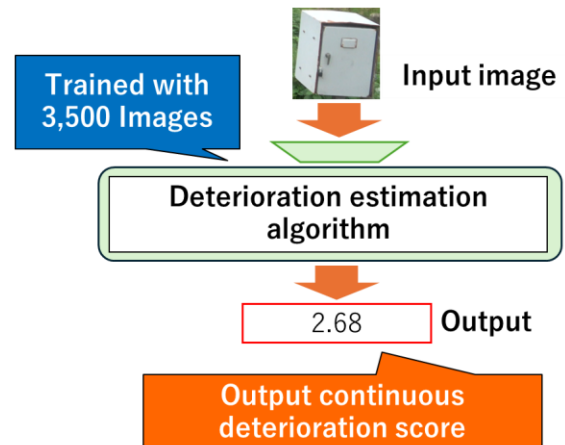 Input image
Trained with
3,500 Images
Deterioration estimation
algorithm
2.68
Output
Output continuous
deterioration score